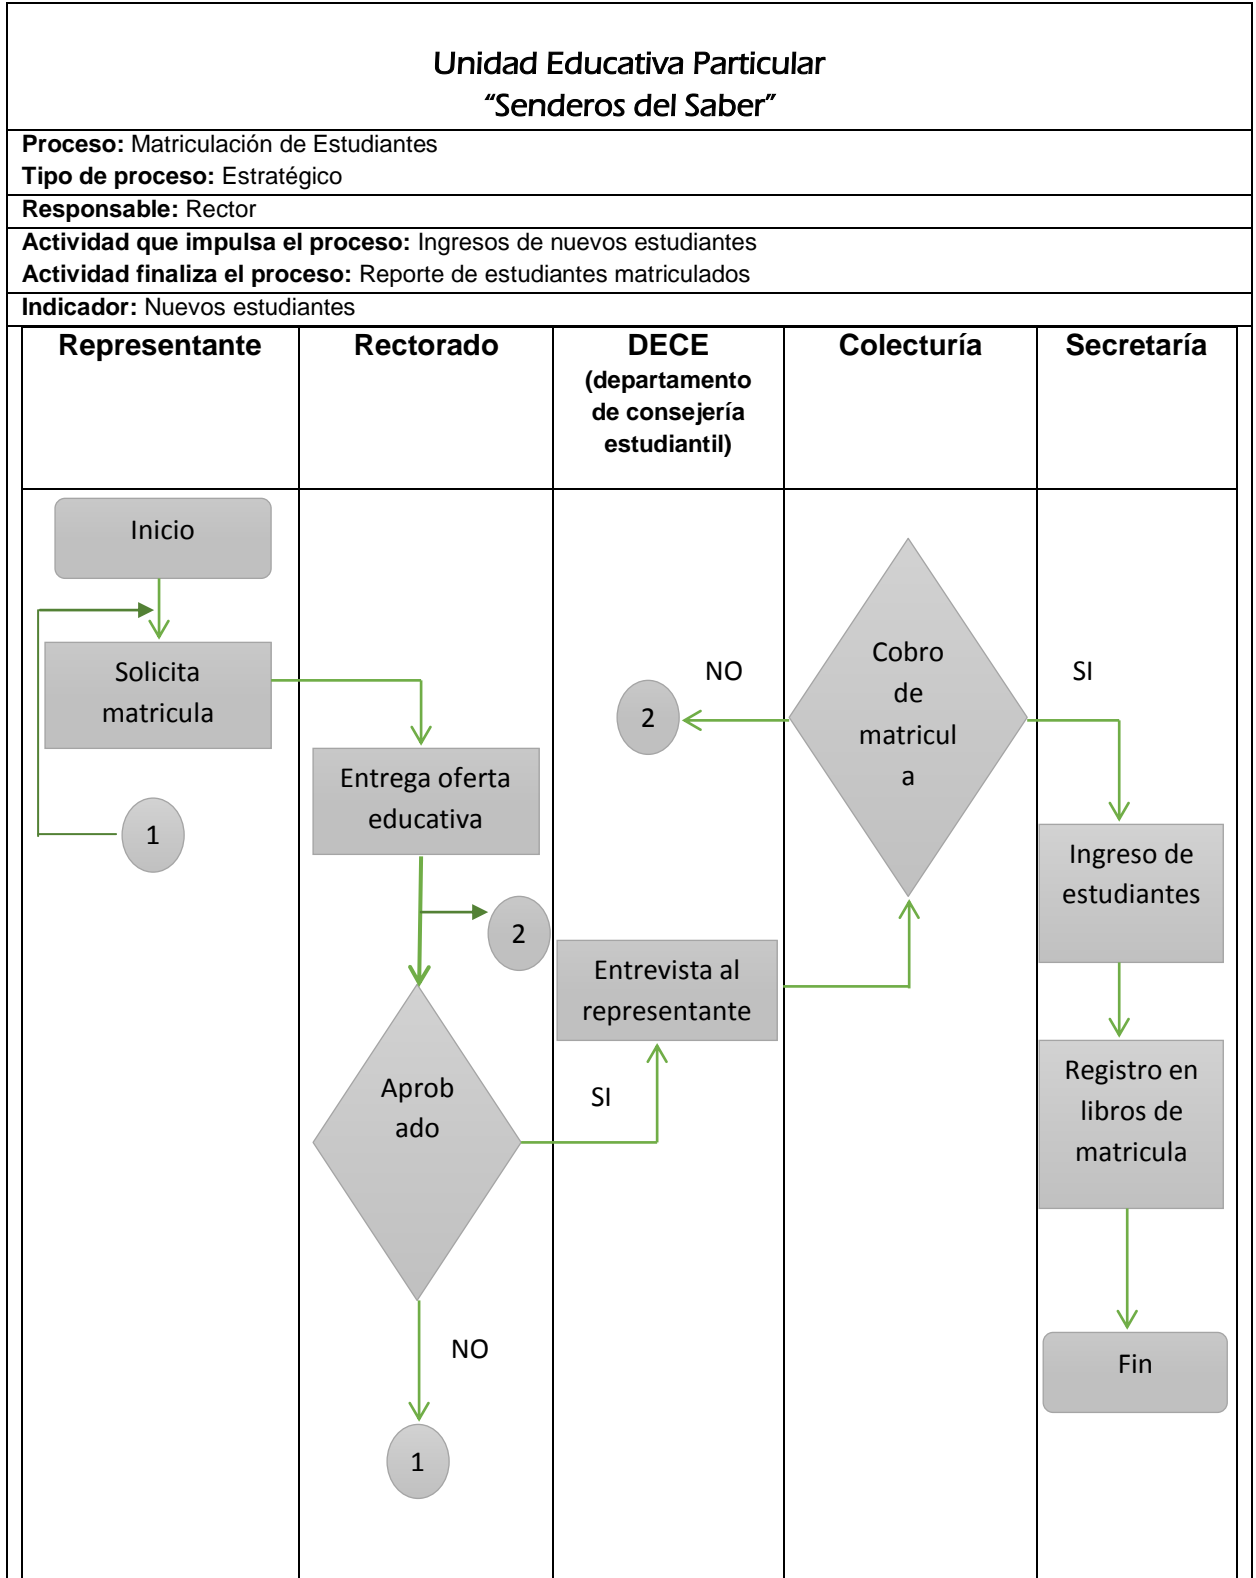 Unidad Educativa Particular
“Senderos del Saber”
Proceso: Matriculación de Estudiantes
Tipo de proceso: Estratégico
Responsable: Rector
Actividad que impulsa el proceso: Ingresos de nuevos estudiantes
Actividad finaliza el proceso: Reporte de estudiantes matriculados
Indicador: Nuevos estudiantes
Representante
Rectorado
DECE
(departamento
de consejería
estudiantil)
Colecturía
Secretaría
Inicio
Solicita
matricula
1
Entrega oferta
educativa
2
Aprob
ado
NO
1
SI
Entrevista al
representante
NO
2
Cobro
de
matricul
a
SI
Ingreso de
estudiantes
Registro en
libros de
matricula
Fin